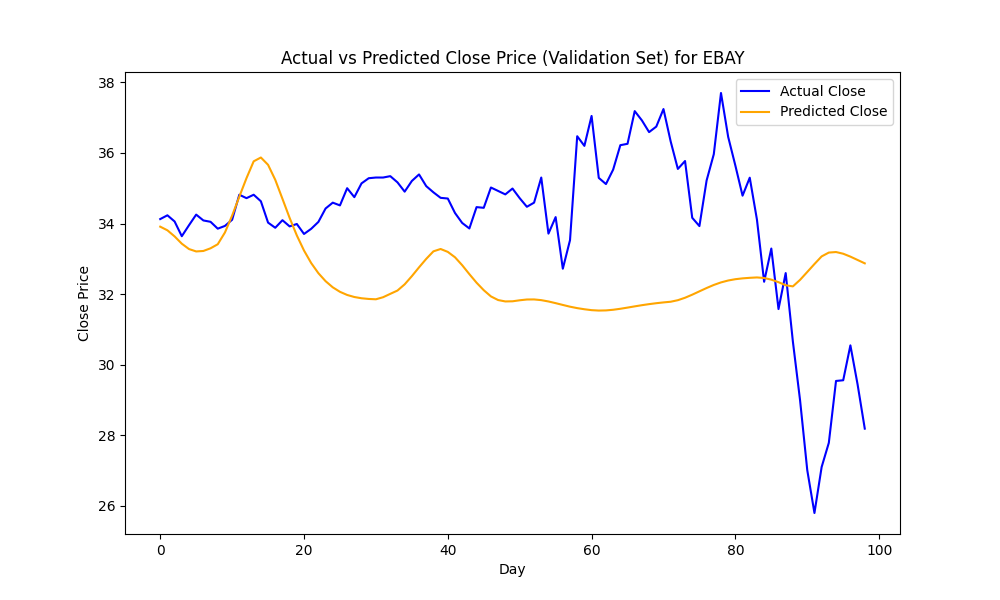 Actual vs Predicted Close Price (Validation Set) for EBAY
Actual Close
Predicted Close
Close Price
38
36
34
32
30
28
26
0 20 40 60 80 100
Day